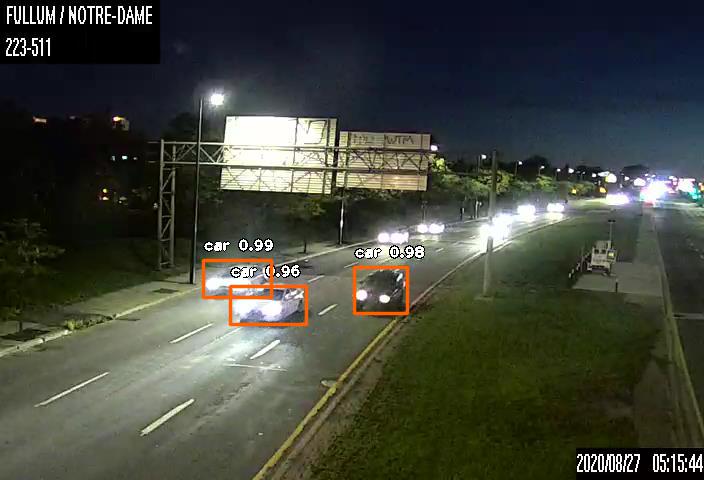 FULLUM / NOTRE-DAME
223-511
WTM
car 0.99
car 0.96
car 0.98
2020/08/27 05:15:44